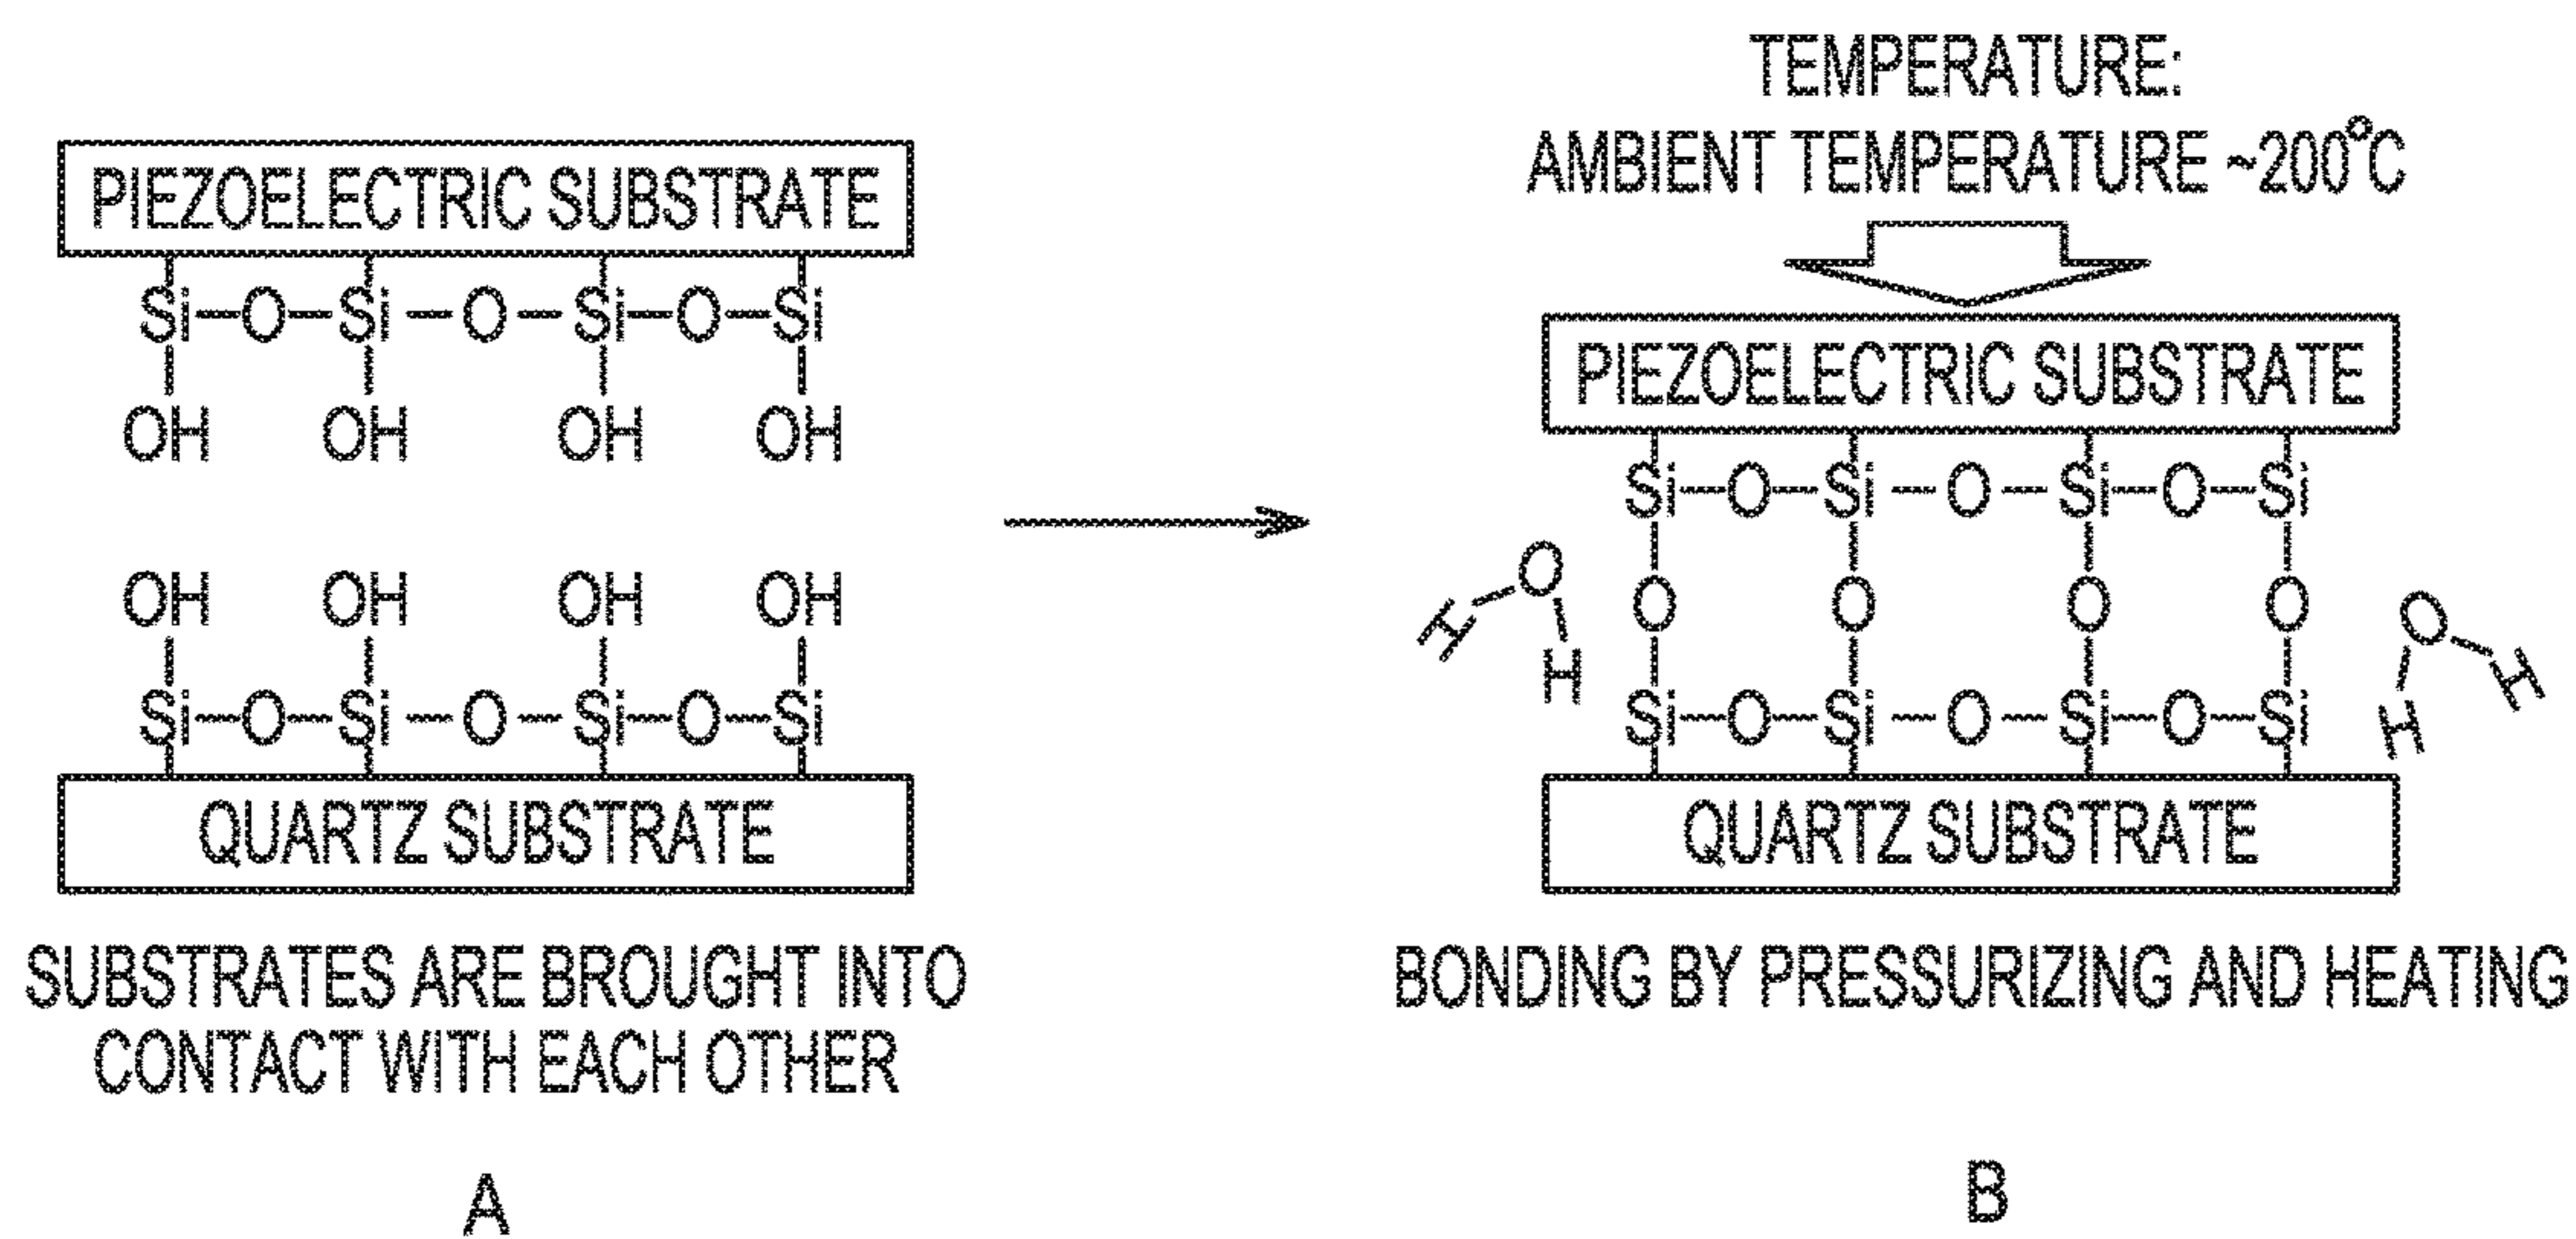 PIEZOELECTRIC SUBSTRATE
Si-O-Si-O-Si-O-Si
OH OH OH OH
OH OH OH OH
Si-O-Si-O-Si-O-Si
QUARTZ SUBSTRATE
SUBSTRATES ARE BROUGHT INTO
CONTACT WITH EACH OTHER
A
TEMPERATURE:
AMBIENT TEMPERATURE ~200°C
PIEZOELECTRIC SUBSTRATE
Si-O-Si-O-Si-O-Si
O O O O
H O H
H O H
Si-O-Si-O-Si-O-Si
QUARTZ SUBSTRATE
BONDING BY PRESSURIZING AND HEATING
B